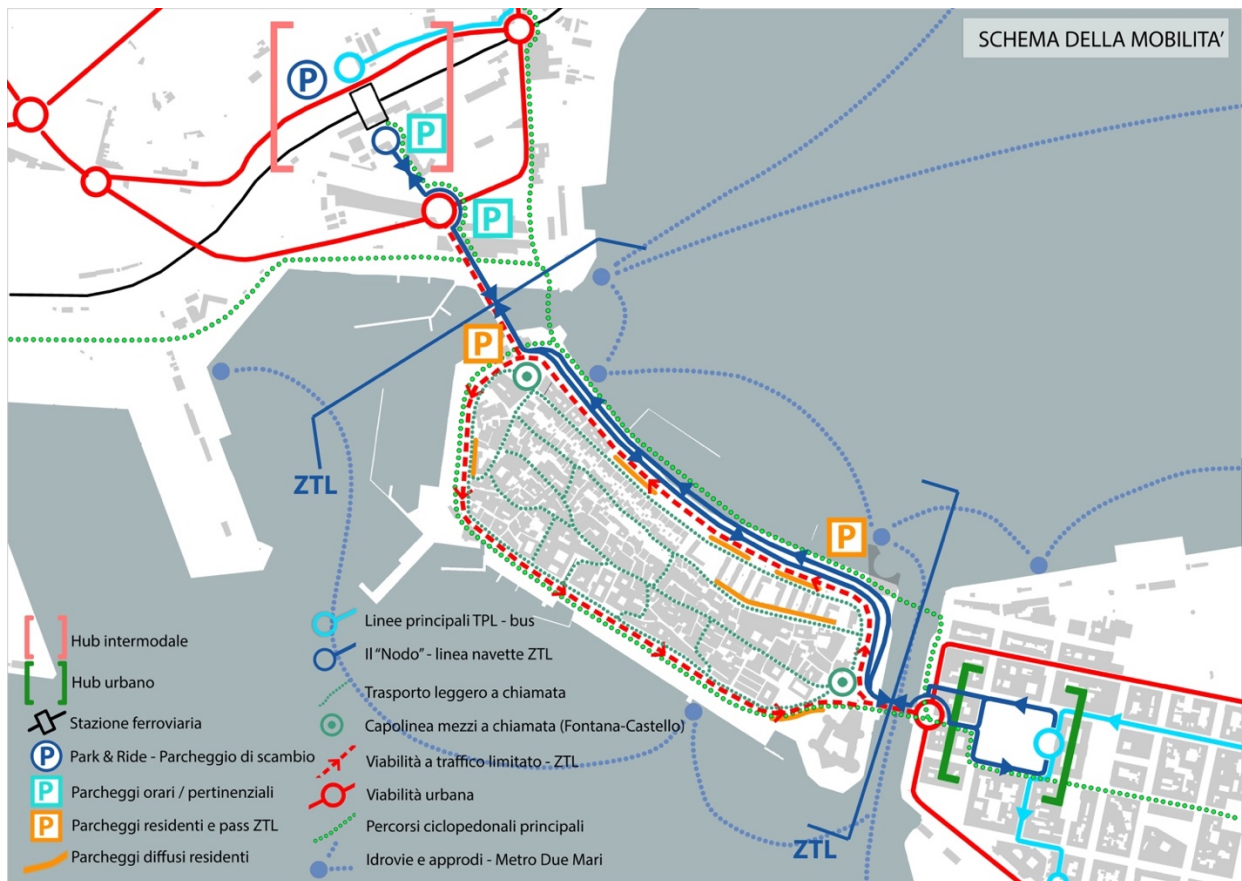 SCHEMA DELLA MOBILITA'
P
P
P
P
ZTL
P
ZTL
Hub intermodale
Hub urbano
Stazione ferroviaria
P Park & Ride - Parcheggio di scambio
P Parcheggi orari / pertinenziali
P Parcheggi residenti e pass ZTL
Parcheggi diffusi residenti
Linee principali TPL - bus
Il "Nodo" - linea navette ZTL
Trasporto leggero a chiamata
Capolinea mezzi a chiamata (Fontana-Castello)
Viabilità a traffico limitato - ZTL
Viabilità urbana
Percorsi ciclopedonali principali
Idrovie e approdi - Metro Due Mari